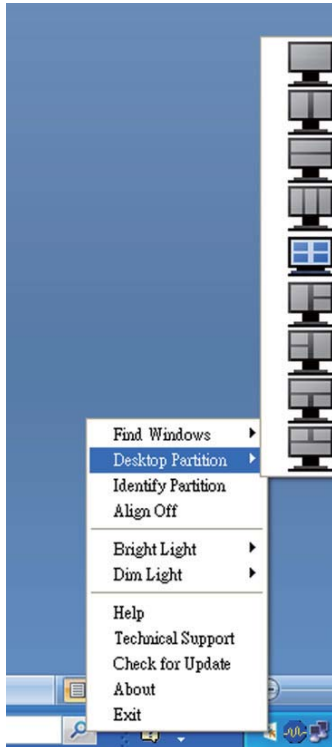 Find Windows
Desktop Partition
Identify Partition
Align Off
Bright Light
Dim Light
Help
Technical Support
Check for Update
About
Exit